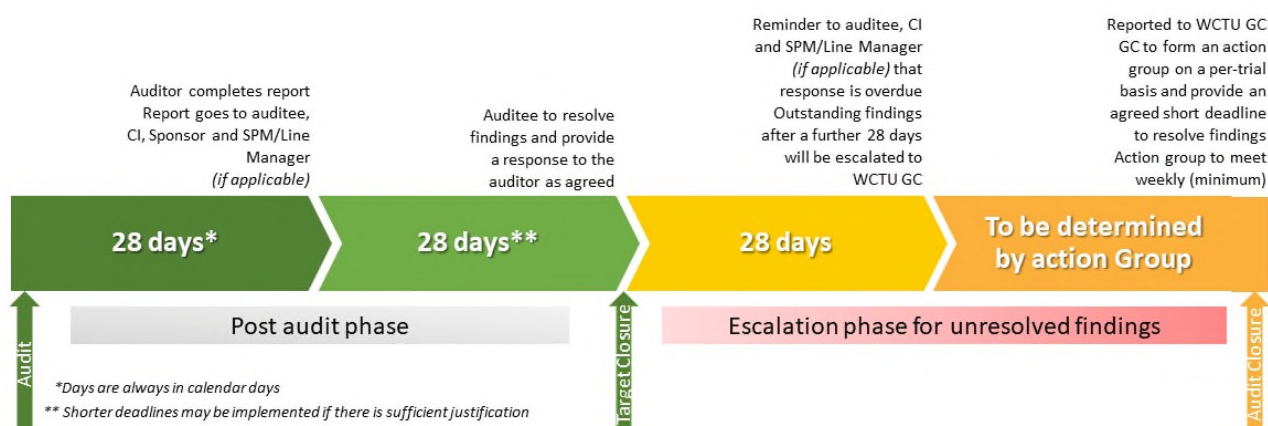 Auditor completes report
Report goes to auditee,
CI, Sponsor and SPM/Line
Manager
(if applicable)
Auditee to resolve
findings and provide
a response to the
auditor as agreed
Reminder to auditee, CI
and SPM/Line Manager
(if applicable) that
response is overdue
Outstanding findings
after a further 28 days
will be escalated to
WCTU GC
Reported to WCTU GC
GC to form an action
group on a per-trial
basis and provide an
agreed short deadline
to resolve findings
Action group to meet
weekly (minimum)
28 days*
28 days**
28 days
To be determined
by action Group
Audit
Post audit phase
Target Closure
Escalation phase for unresolved findings
Audit Closure
*Days are always in calendar days
** Shorter deadlines may be implemented if there is sufficient justification